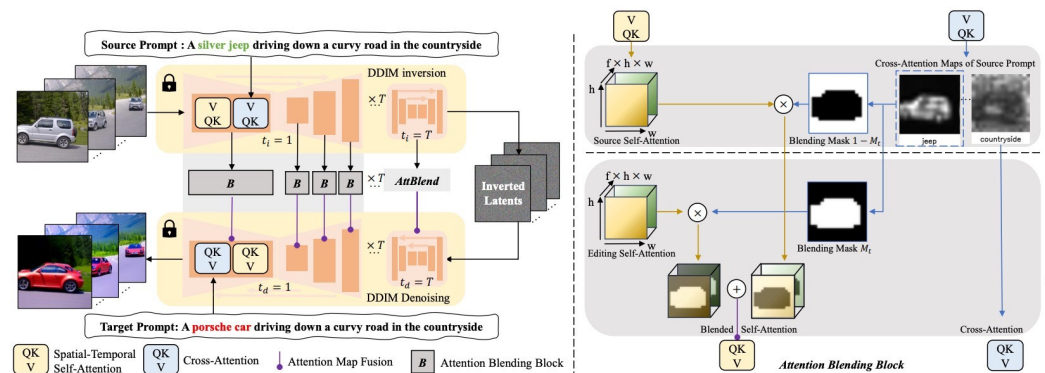 Source Prompt : A silver jeep driving down a curvy road in the countryside
DDIM inversion
V
QK
V
QK
×T
...
t_i = 1
t_i = T
B
B
B
B
×T
...
AttBlend
Inverted
Latents
QK
V
QK
V
×T
...
t_d = 1
t_d = T
DDIM Denoising
Target Prompt: A porsche car driving down a curvy road in the countryside
QK
V
Spatial-Temporal
Self-Attention
QK
V
Cross-Attention
Attention Map Fusion
B
Attention Blending Block
V
QK
V
QK
f × h × w
h
w
Source Self-Attention
×
Blending Mask 1 − M_t
Cross-Attention Maps of Source Prompt
jeep
countryside
f × h × w
h
w
Editing Self-Attention
×
Blending Mask M_t
+
Blended Self-Attention
Cross-Attention
QK
V
Attention Blending Block
QK
V